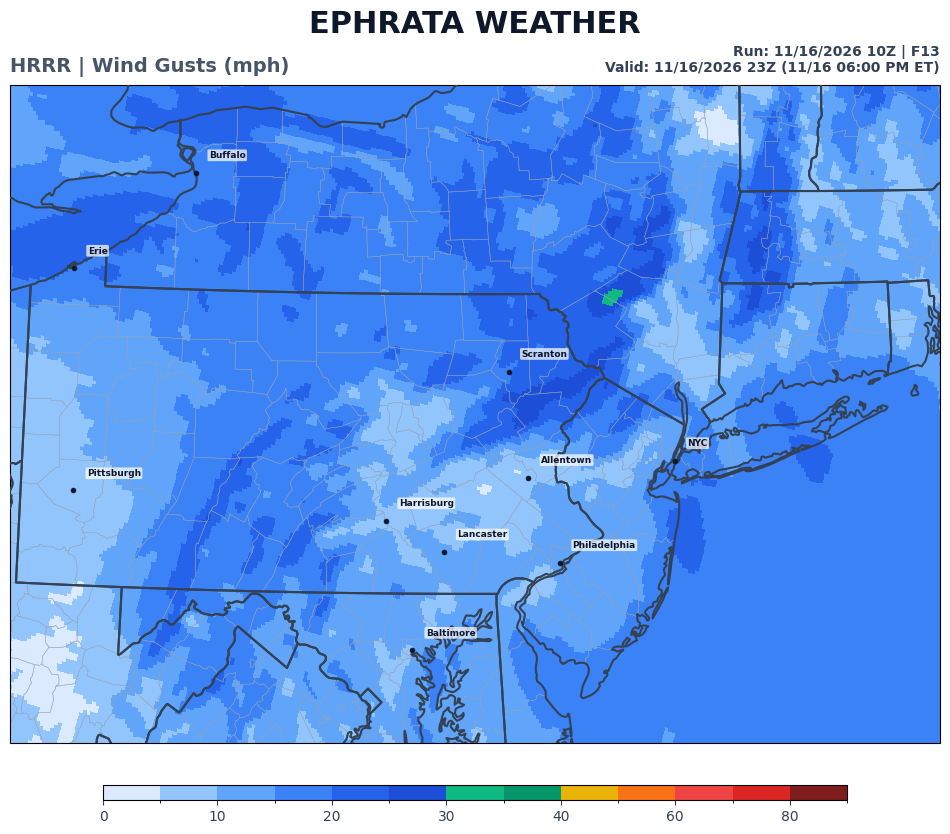 EPHRATA WEATHER
HRRR | Wind Gusts (mph)
Run: 11/16/2026 10Z | F13
Valid: 11/16/2026 23Z (11/16 06:00 PM ET)
Buffalo
Erie
Scranton
NYC
Pittsburgh
Allentown
Harrisburg
Lancaster
Philadelphia
Baltimore
0 10 20 30 40 50 60 70 80